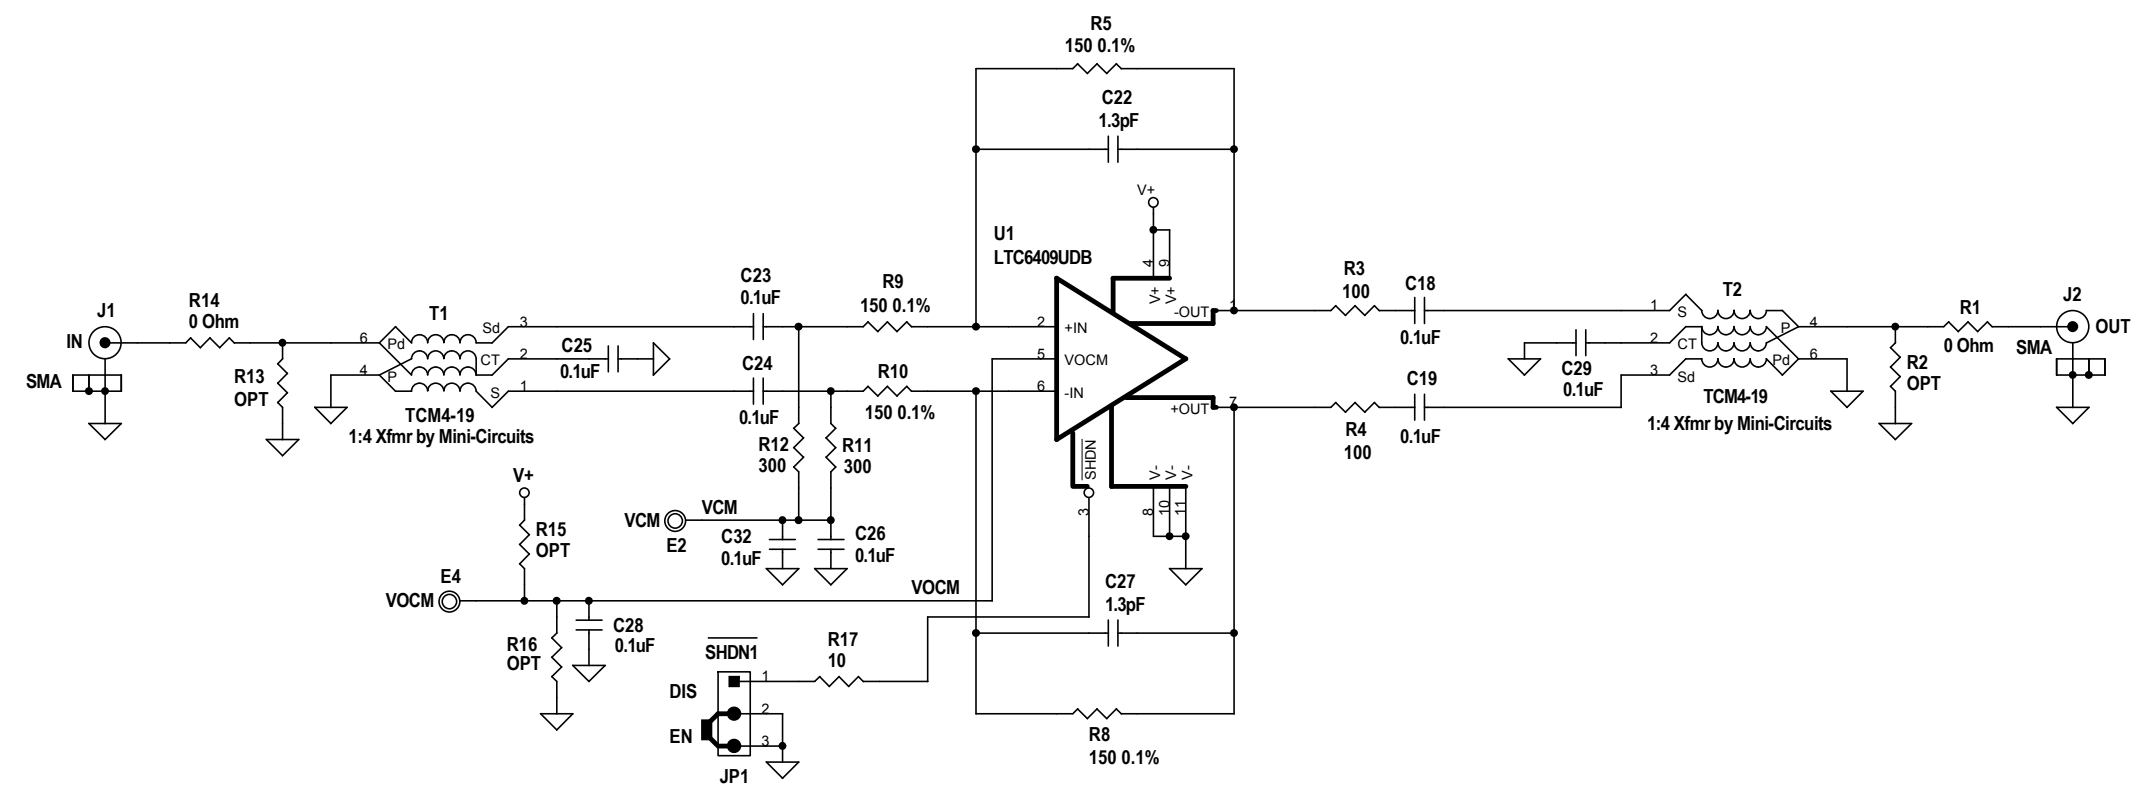 R5
150 0.1%
C22
1.3pF
V+
U1
LTC6409UDB
4
9
V+
V+
J1
IN
SMA
R14
0 Ohm
R13
OPT
T1
6
Pd
4
P
Sd
3
CT
2
S
1
TCM4-19
1:4 Xfmr by Mini-Circuits
C25
0.1uF
C23
0.1uF
C24
0.1uF
R9
150 0.1%
R10
150 0.1%
R12
300
R11
300
2
+IN
5
VOCM
6
-IN
-OUT
1
+OUT
7
SHDN
3
V-
V-
V-
8
10
11
R3
100
C18
0.1uF
R4
100
C19
0.1uF
C29
0.1uF
1
S
2
CT
3
Sd
T2
P
4
Pd
6
TCM4-19
1:4 Xfmr by Mini-Circuits
R2
OPT
R1
0 Ohm
J2
OUT
SMA
V+
R15
OPT
VCM
E2
VCM
C32
0.1uF
C26
0.1uF
E4
VOCM
VOCM
R16
OPT
C28
0.1uF
C27
1.3pF
SHDN1
DIS
EN
1
2
3
JP1
R17
10
R8
150 0.1%